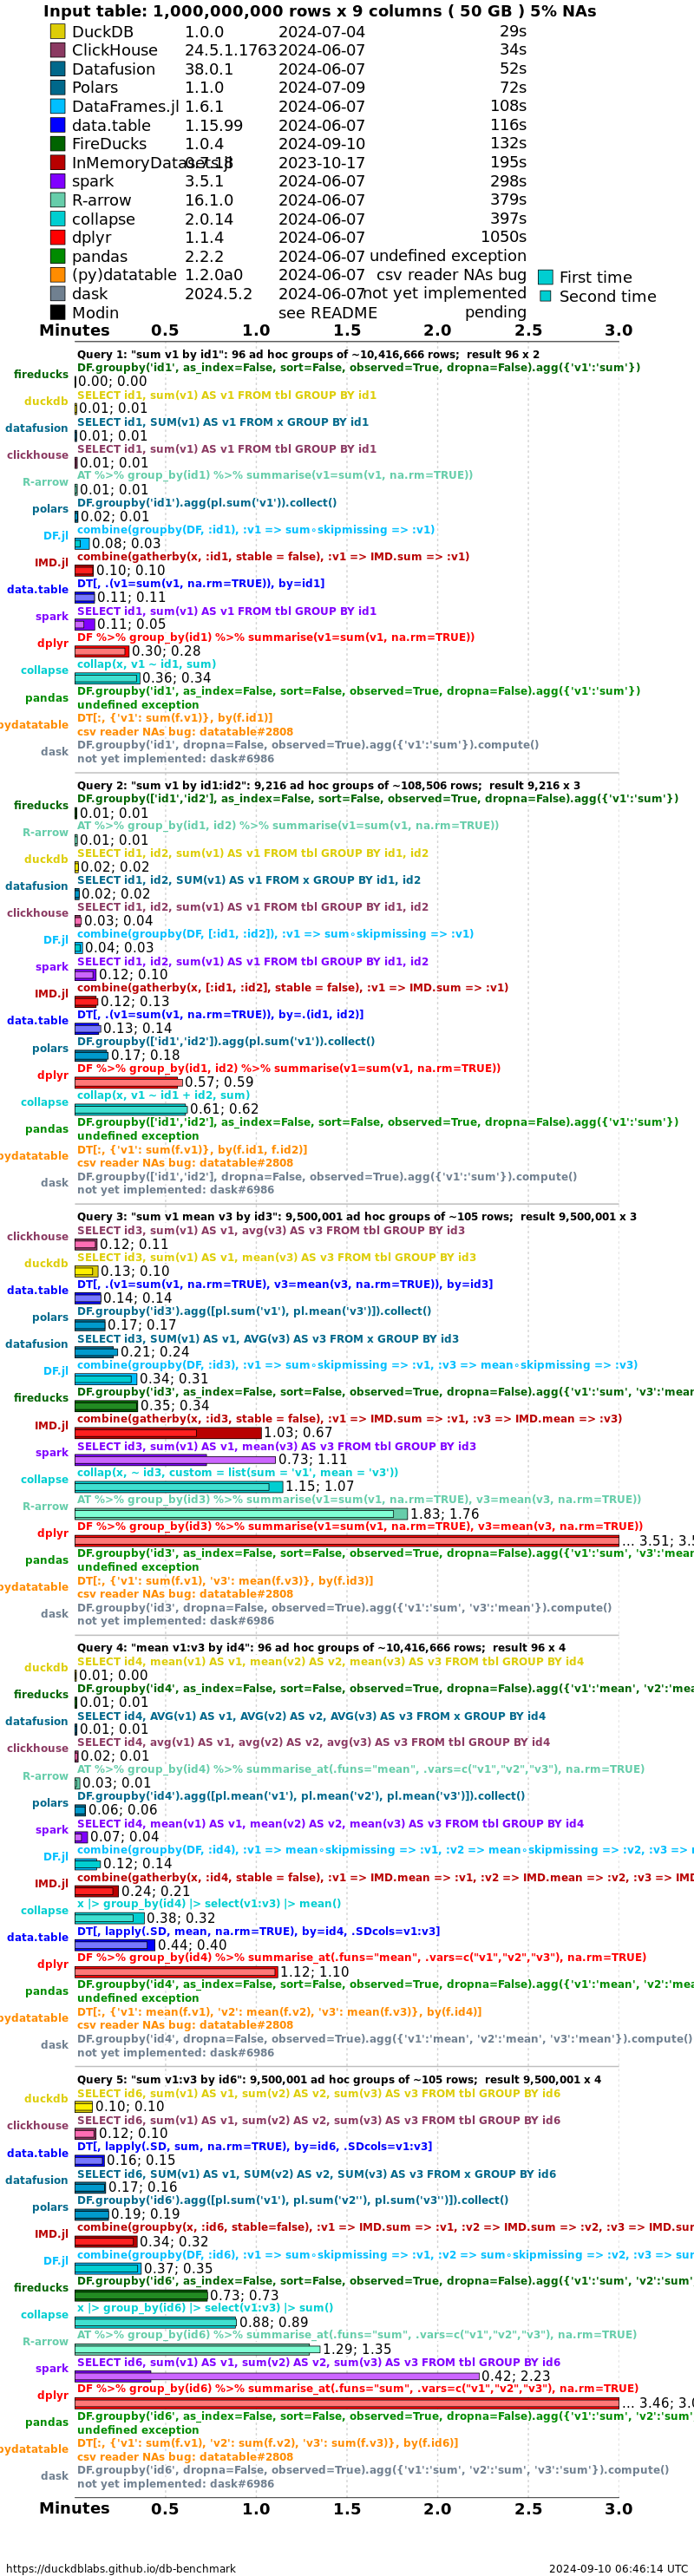 Input table: 1,000,000,000 rows x 9 columns ( 50 GB ) 5% NAs
DuckDB 1.0.0 2024-07-04 29s
ClickHouse 24.5.1.1763 2024-06-07 34s
Datafusion 38.0.1 2024-06-07 52s
Polars 1.1.0 2024-07-09 72s
DataFrames.jl 1.6.1 2024-06-07 108s
data.table 1.15.99 2024-06-07 116s
FireDucks 1.0.4 2024-09-10 132s
InMemoryDatasets.jl 0.7.18 2023-10-17 195s
spark 3.5.1 2024-06-07 298s
R-arrow 16.1.0 2024-06-07 379s
collapse 2.0.14 2024-06-07 397s
dplyr 1.1.4 2024-06-07 1050s
pandas 2.2.2 2024-06-07 undefined exception
(py)datatable 1.2.0a0 2024-06-07 csv reader NAs bug
First time
dask 2024.5.2 2024-06-07 not yet implemented
Second time
Modin see README pending
Minutes 0.5 1.0 1.5 2.0 2.5 3.0
Query 1: "sum v1 by id1": 96 ad hoc groups of ~10,416,666 rows; result 96 x 2
fireducks DF.groupby('id1', as_index=False, sort=False, observed=True, dropna=False).agg({'v1':'sum'})
0.00; 0.00
duckdb SELECT id1, sum(v1) AS v1 FROM tbl GROUP BY id1
0.01; 0.01
datafusion SELECT id1, SUM(v1) AS v1 FROM x GROUP BY id1
0.01; 0.01
clickhouse SELECT id1, sum(v1) AS v1 FROM tbl GROUP BY id1
0.01; 0.01
R-arrow AT %>% group_by(id1) %>% summarise(v1=sum(v1, na.rm=TRUE))
0.01; 0.01
polars DF.groupby('id1').agg(pl.sum('v1')).collect()
0.02; 0.01
DF.jl combine(groupby(DF, :id1), :v1 => sum∘skipmissing => :v1)
0.08; 0.03
IMD.jl combine(gatherby(x, :id1, stable = false), :v1 => IMD.sum => :v1)
0.10; 0.10
data.table DT[, .(v1=sum(v1, na.rm=TRUE)), by=id1]
0.11; 0.11
spark SELECT id1, sum(v1) AS v1 FROM tbl GROUP BY id1
0.11; 0.05
dplyr DF %>% group_by(id1) %>% summarise(v1=sum(v1, na.rm=TRUE))
0.30; 0.28
collapse collap(x, v1 ~ id1, sum)
0.36; 0.34
pandas DF.groupby('id1', as_index=False, sort=False, observed=True, dropna=False).agg({'v1':'sum'})
undefined exception
pydatatable DT[:, {'v1': sum(f.v1)}, by(f.id1)]
csv reader NAs bug: datatable#2808
dask DF.groupby('id1', dropna=False, observed=True).agg({'v1':'sum'}).compute()
not yet implemented: dask#6986
Query 2: "sum v1 by id1:id2": 9,216 ad hoc groups of ~108,506 rows; result 9,216 x 3
fireducks DF.groupby(['id1','id2'], as_index=False, sort=False, observed=True, dropna=False).agg({'v1':'sum'})
0.01; 0.01
R-arrow AT %>% group_by(id1, id2) %>% summarise(v1=sum(v1, na.rm=TRUE))
0.01; 0.01
duckdb SELECT id1, id2, sum(v1) AS v1 FROM tbl GROUP BY id1, id2
0.02; 0.02
datafusion SELECT id1, id2, SUM(v1) AS v1 FROM x GROUP BY id1, id2
0.02; 0.02
clickhouse SELECT id1, id2, sum(v1) AS v1 FROM tbl GROUP BY id1, id2
0.03; 0.04
DF.jl combine(groupby(DF, [:id1, :id2]), :v1 => sum∘skipmissing => :v1)
0.04; 0.03
spark SELECT id1, id2, sum(v1) AS v1 FROM tbl GROUP BY id1, id2
0.12; 0.10
IMD.jl combine(gatherby(x, [:id1, :id2], stable = false), :v1 => IMD.sum => :v1)
0.12; 0.13
data.table DT[, .(v1=sum(v1, na.rm=TRUE)), by=.(id1, id2)]
0.13; 0.14
polars DF.groupby(['id1','id2']).agg(pl.sum('v1')).collect()
0.17; 0.18
dplyr DF %>% group_by(id1, id2) %>% summarise(v1=sum(v1, na.rm=TRUE))
0.57; 0.59
collapse collap(x, v1 ~ id1 + id2, sum)
0.61; 0.62
pandas DF.groupby(['id1','id2'], as_index=False, sort=False, observed=True, dropna=False).agg({'v1':'sum'})
undefined exception
pydatatable DT[:, {'v1': sum(f.v1)}, by(f.id1, f.id2)]
csv reader NAs bug: datatable#2808
dask DF.groupby(['id1','id2'], dropna=False, observed=True).agg({'v1':'sum'}).compute()
not yet implemented: dask#6986
Query 3: "sum v1 mean v3 by id3": 9,500,001 ad hoc groups of ~105 rows; result 9,500,001 x 3
clickhouse SELECT id3, sum(v1) AS v1, avg(v3) AS v3 FROM tbl GROUP BY id3
0.12; 0.11
duckdb SELECT id3, sum(v1) AS v1, mean(v3) AS v3 FROM tbl GROUP BY id3
0.13; 0.10
data.table DT[, .(v1=sum(v1, na.rm=TRUE), v3=mean(v3, na.rm=TRUE)), by=id3]
0.14; 0.14
polars DF.groupby('id3').agg([pl.sum('v1'), pl.mean('v3')]).collect()
0.17; 0.17
datafusion SELECT id3, SUM(v1) AS v1, AVG(v3) AS v3 FROM x GROUP BY id3
0.21; 0.24
DF.jl combine(groupby(DF, :id3), :v1 => sum∘skipmissing => :v1, :v3 => mean∘skipmissing => :v3)
0.34; 0.31
fireducks DF.groupby('id3', as_index=False, sort=False, observed=True, dropna=False).agg({'v1':'sum', 'v3':'mean
0.35; 0.34
IMD.jl combine(gatherby(x, :id3, stable = false), :v1 => IMD.sum => :v1, :v3 => IMD.mean => :v3)
1.03; 0.67
spark SELECT id3, sum(v1) AS v1, mean(v3) AS v3 FROM tbl GROUP BY id3
0.73; 1.11
collapse collap(x, ~ id3, custom = list(sum = 'v1', mean = 'v3'))
1.15; 1.07
R-arrow AT %>% group_by(id3) %>% summarise(v1=sum(v1, na.rm=TRUE), v3=mean(v3, na.rm=TRUE))
1.83; 1.76
dplyr DF %>% group_by(id3) %>% summarise(v1=sum(v1, na.rm=TRUE), v3=mean(v3, na.rm=TRUE))
... 3.51; 3.5
pandas DF.groupby('id3', as_index=False, sort=False, observed=True, dropna=False).agg({'v1':'sum', 'v3':'mean
undefined exception
pydatatable DT[:, {'v1': sum(f.v1), 'v3': mean(f.v3)}, by(f.id3)]
csv reader NAs bug: datatable#2808
dask DF.groupby('id3', dropna=False, observed=True).agg({'v1':'sum', 'v3':'mean'}).compute()
not yet implemented: dask#6986
Query 4: "mean v1:v3 by id4": 96 ad hoc groups of ~10,416,666 rows; result 96 x 4
duckdb SELECT id4, mean(v1) AS v1, mean(v2) AS v2, mean(v3) AS v3 FROM tbl GROUP BY id4
0.01; 0.00
fireducks DF.groupby('id4', as_index=False, sort=False, observed=True, dropna=False).agg({'v1':'mean', 'v2':'mea
0.01; 0.01
datafusion SELECT id4, AVG(v1) AS v1, AVG(v2) AS v2, AVG(v3) AS v3 FROM x GROUP BY id4
0.01; 0.01
clickhouse SELECT id4, avg(v1) AS v1, avg(v2) AS v2, avg(v3) AS v3 FROM tbl GROUP BY id4
0.02; 0.01
R-arrow AT %>% group_by(id4) %>% summarise_at(.funs="mean", .vars=c("v1","v2","v3"), na.rm=TRUE)
0.03; 0.01
polars DF.groupby('id4').agg([pl.mean('v1'), pl.mean('v2'), pl.mean('v3')]).collect()
0.06; 0.06
spark SELECT id4, mean(v1) AS v1, mean(v2) AS v2, mean(v3) AS v3 FROM tbl GROUP BY id4
0.07; 0.04
DF.jl combine(groupby(DF, :id4), :v1 => mean∘skipmissing => :v1, :v2 => mean∘skipmissing => :v2, :v3 =>
0.12; 0.14
IMD.jl combine(gatherby(x, :id4, stable = false), :v1 => IMD.mean => :v1, :v2 => IMD.mean => :v2, :v3 => IMD
0.24; 0.21
collapse x |> group_by(id4) |> select(v1:v3) |> mean()
0.38; 0.32
data.table DT[, lapply(.SD, mean, na.rm=TRUE), by=id4, .SDcols=v1:v3]
0.44; 0.40
dplyr DF %>% group_by(id4) %>% summarise_at(.funs="mean", .vars=c("v1","v2","v3"), na.rm=TRUE)
1.12; 1.10
pandas DF.groupby('id4', as_index=False, sort=False, observed=True, dropna=False).agg({'v1':'mean', 'v2':'mea
undefined exception
pydatatable DT[:, {'v1': mean(f.v1), 'v2': mean(f.v2), 'v3': mean(f.v3)}, by(f.id4)]
csv reader NAs bug: datatable#2808
dask DF.groupby('id4', dropna=False, observed=True).agg({'v1':'mean', 'v2':'mean', 'v3':'mean'}).compute()
not yet implemented: dask#6986
Query 5: "sum v1:v3 by id6": 9,500,001 ad hoc groups of ~105 rows; result 9,500,001 x 4
duckdb SELECT id6, sum(v1) AS v1, sum(v2) AS v2, sum(v3) AS v3 FROM tbl GROUP BY id6
0.10; 0.10
clickhouse SELECT id6, sum(v1) AS v1, sum(v2) AS v2, sum(v3) AS v3 FROM tbl GROUP BY id6
0.12; 0.10
data.table DT[, lapply(.SD, sum, na.rm=TRUE), by=id6, .SDcols=v1:v3]
0.16; 0.15
datafusion SELECT id6, SUM(v1) AS v1, SUM(v2) AS v2, SUM(v3) AS v3 FROM x GROUP BY id6
0.17; 0.16
polars DF.groupby('id6').agg([pl.sum('v1'), pl.sum('v2''), pl.sum('v3'')]).collect()
0.19; 0.19
IMD.jl combine(groupby(x, :id6, stable=false), :v1 => IMD.sum => :v1, :v2 => IMD.sum => :v2, :v3 => IMD.sum
0.34; 0.32
DF.jl combine(groupby(DF, :id6), :v1 => sum∘skipmissing => :v1, :v2 => sum∘skipmissing => :v2, :v3 => sum
0.37; 0.35
fireducks DF.groupby('id6', as_index=False, sort=False, observed=True, dropna=False).agg({'v1':'sum', 'v2':'sum'
0.73; 0.73
collapse x |> group_by(id6) |> select(v1:v3) |> sum()
0.88; 0.89
R-arrow AT %>% group_by(id6) %>% summarise_at(.funs="sum", .vars=c("v1","v2","v3"), na.rm=TRUE)
1.29; 1.35
spark SELECT id6, sum(v1) AS v1, sum(v2) AS v2, sum(v3) AS v3 FROM tbl GROUP BY id6
0.42; 2.23
dplyr DF %>% group_by(id6) %>% summarise_at(.funs="sum", .vars=c("v1","v2","v3"), na.rm=TRUE)
... 3.46; 3.0
pandas DF.groupby('id6', as_index=False, sort=False, observed=True, dropna=False).agg({'v1':'sum', 'v2':'sum'
undefined exception
pydatatable DT[:, {'v1': sum(f.v1), 'v2': sum(f.v2), 'v3': sum(f.v3)}, by(f.id6)]
csv reader NAs bug: datatable#2808
dask DF.groupby('id6', dropna=False, observed=True).agg({'v1':'sum', 'v2':'sum', 'v3':'sum'}).compute()
not yet implemented: dask#6986
Minutes 0.5 1.0 1.5 2.0 2.5 3.0
https://duckdblabs.github.io/db-benchmark 2024-09-10 06:46:14 UTC